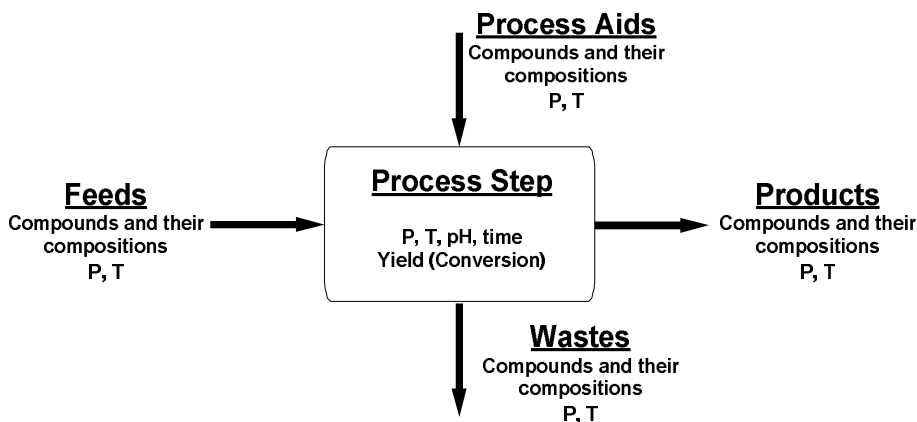 Process Aids
Compounds and their
compositions
P, T
Feeds
Compounds and their
compositions
P, T
Process Step
P, T, pH, time
Yield (Conversion)
Products
Compounds and their
compositions
P, T
Wastes
Compounds and their
compositions
P, T